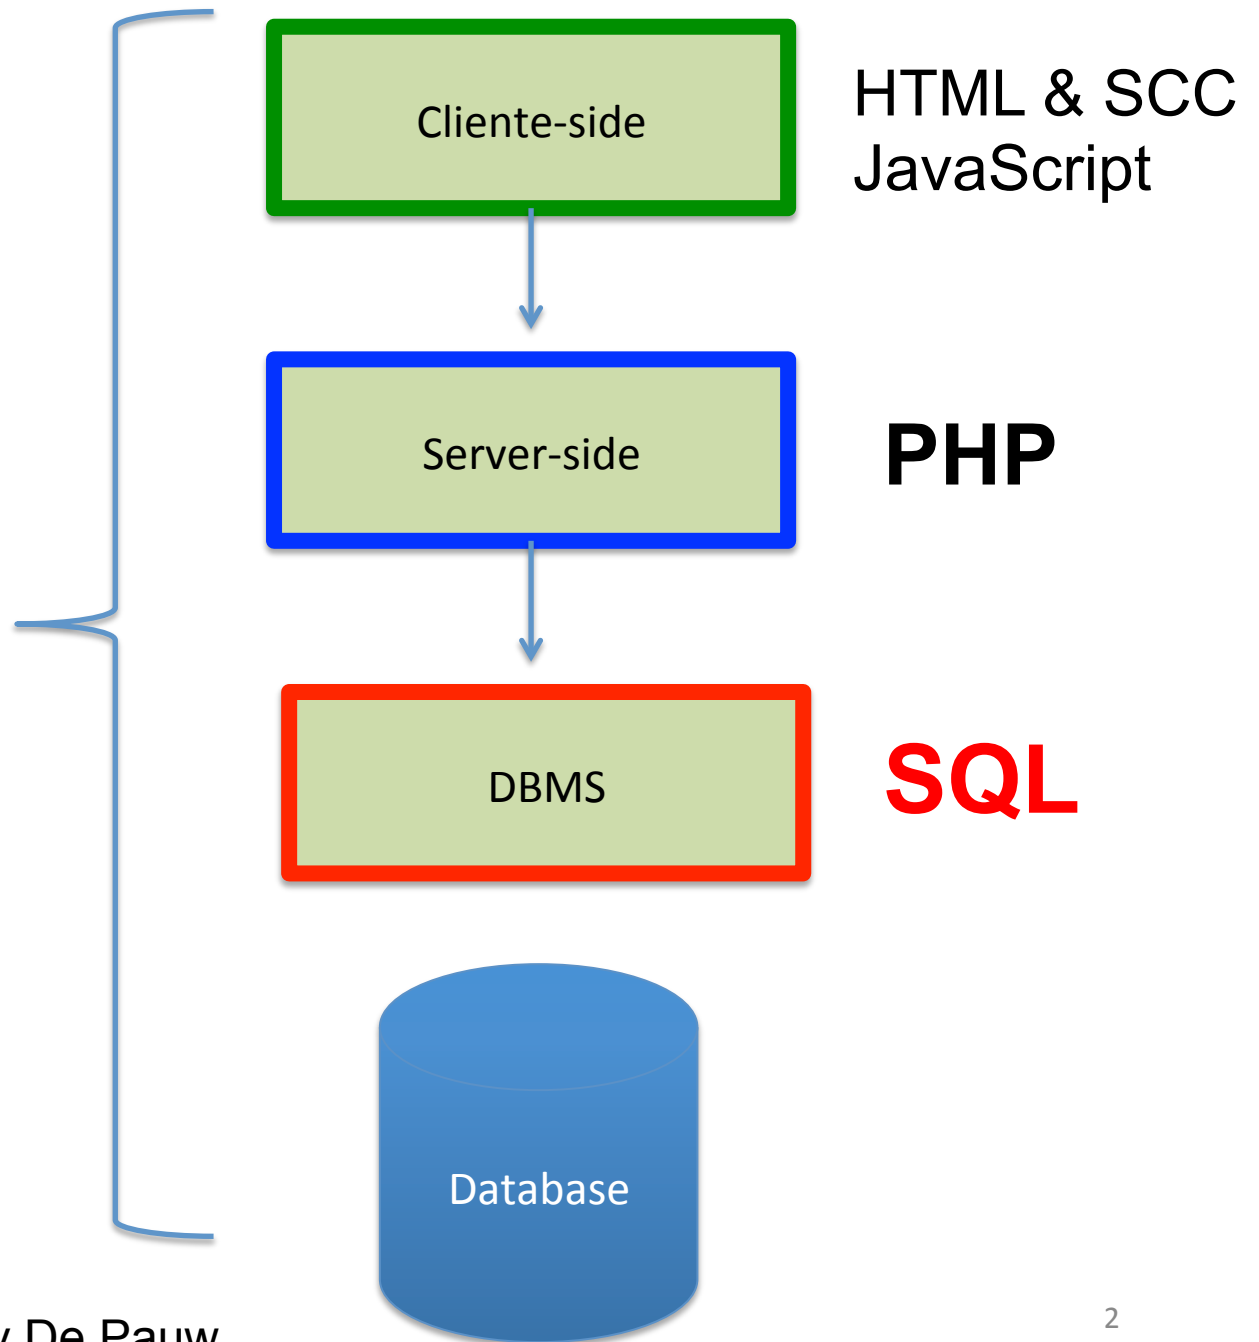 Cliente-side
HTML & SCC
JavaScript
Server-side
PHP
DBMS
SQL
Database
De Pauw
2